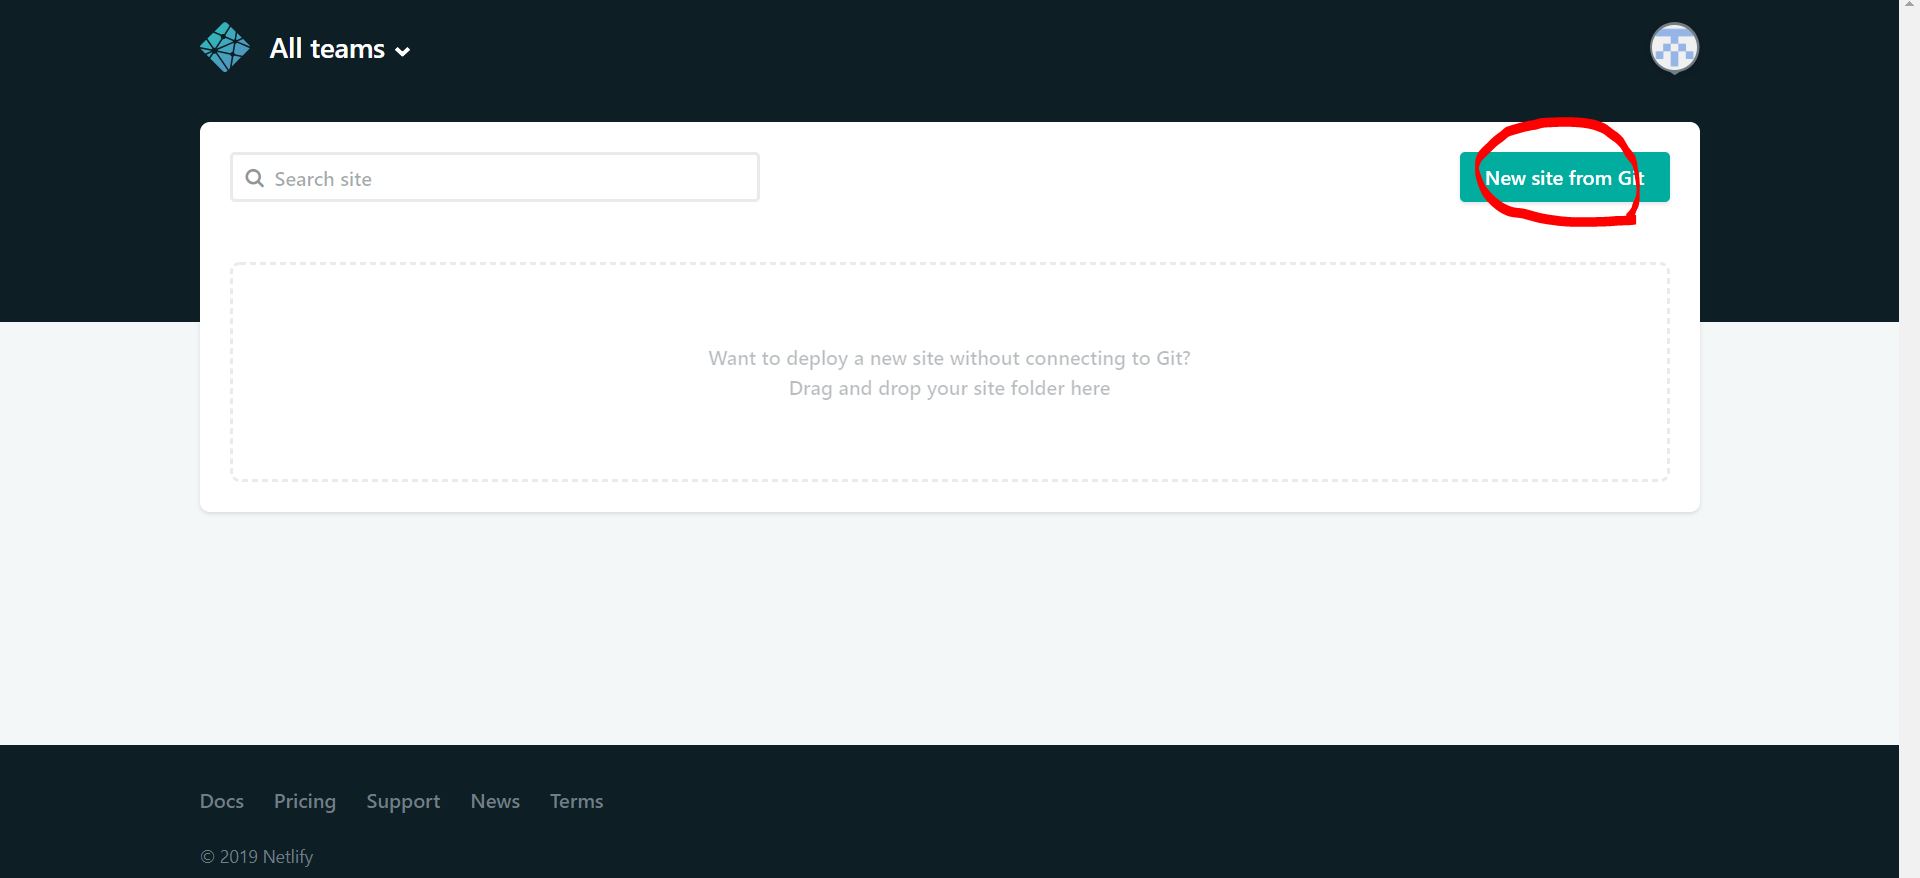 All teams
Search site
New site from Git
Want to deploy a new site without connecting to Git?
Drag and drop your site folder here
Docs Pricing Support News Terms
© 2019 Netlify